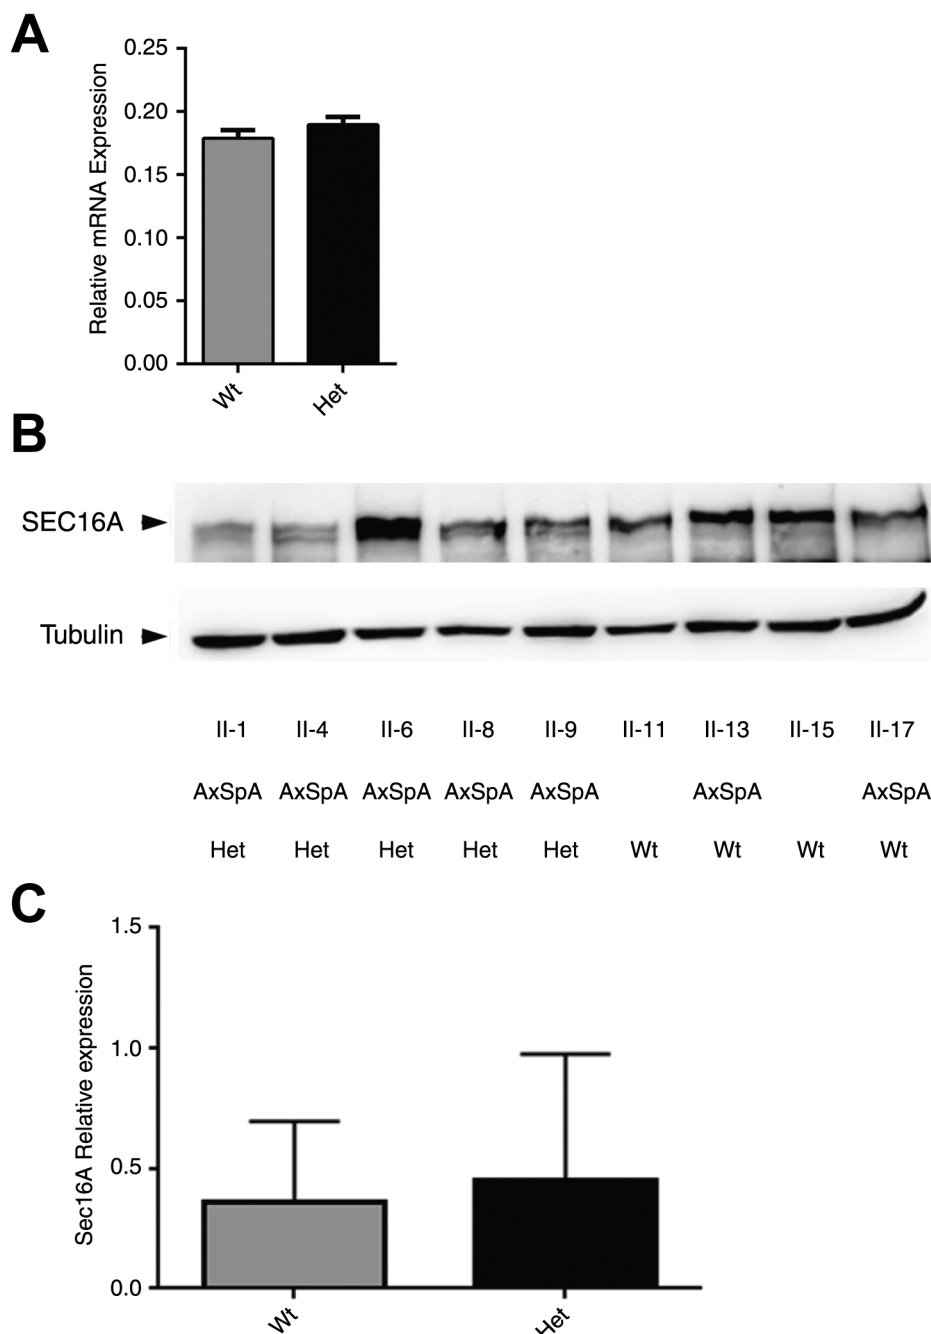 A
Relative mRNA Expression
0.25
0.20
0.15
0.10
0.05
0.00
Wt Het
B
SEC16A
Tubulin
II-1 II-4 II-6 II-8 II-9 II-11 II-13 II-15 II-17
AxSpA AxSpA AxSpA AxSpA AxSpA AxSpA AxSpA
Het Het Het Het Het Wt Wt Wt Wt
C
Sec16A Relative expression
1.5
1.0
0.5
0.0
Wt Het